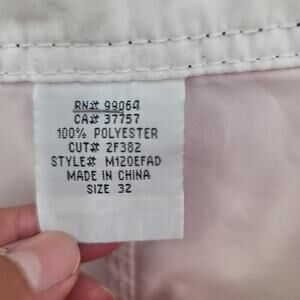 RN# 99064
CA# 37757
100% POLYESTER
CUT# 2F382
STYLE# M120EFAD
MADE IN CHINA
SIZE 32